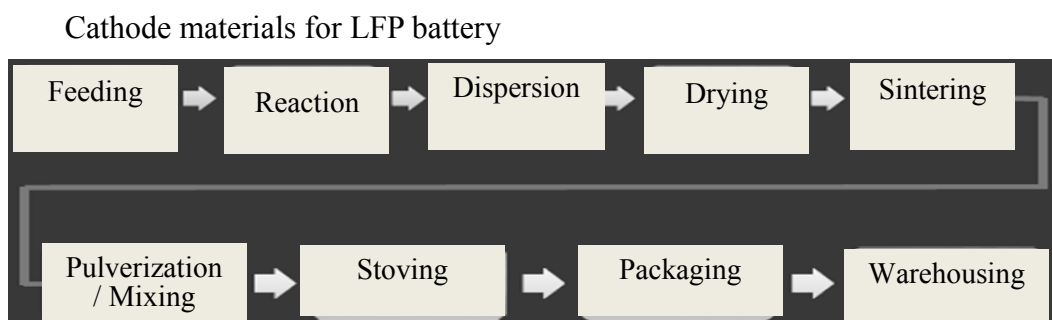 Cathode materials for LFP battery
Feeding
Reaction
Dispersion
Drying
Sintering
Pulverization
/ Mixing
Stoving
Packaging
Warehousing